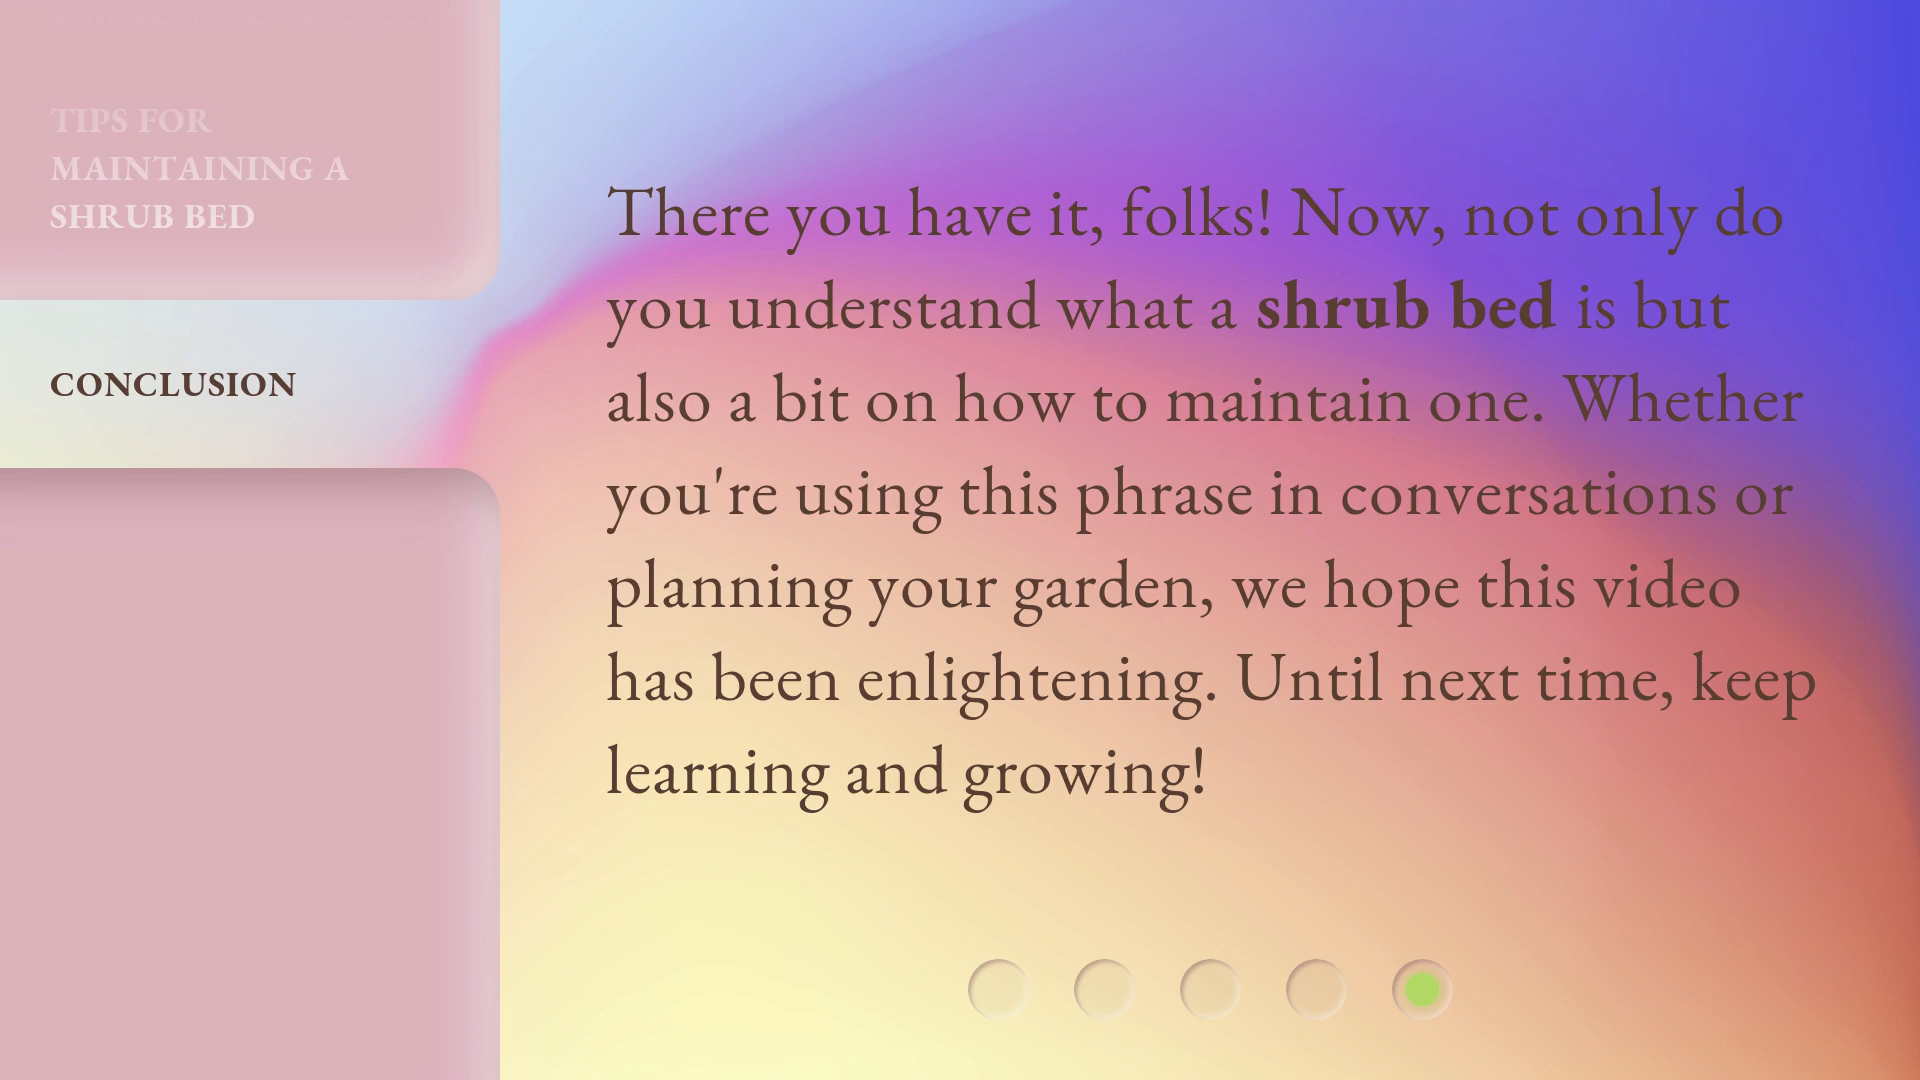 TIPS FOR
MAINTAINING A
SHRUB BED
CONCLUSION
There you have it, folks! Now, not only do
you understand what a shrub bed is but
also a bit on how to maintain one. Whether
you're using this phrase in conversations or
planning your garden, we hope this video
has been enlightening. Until next time, keep
learning and growing!